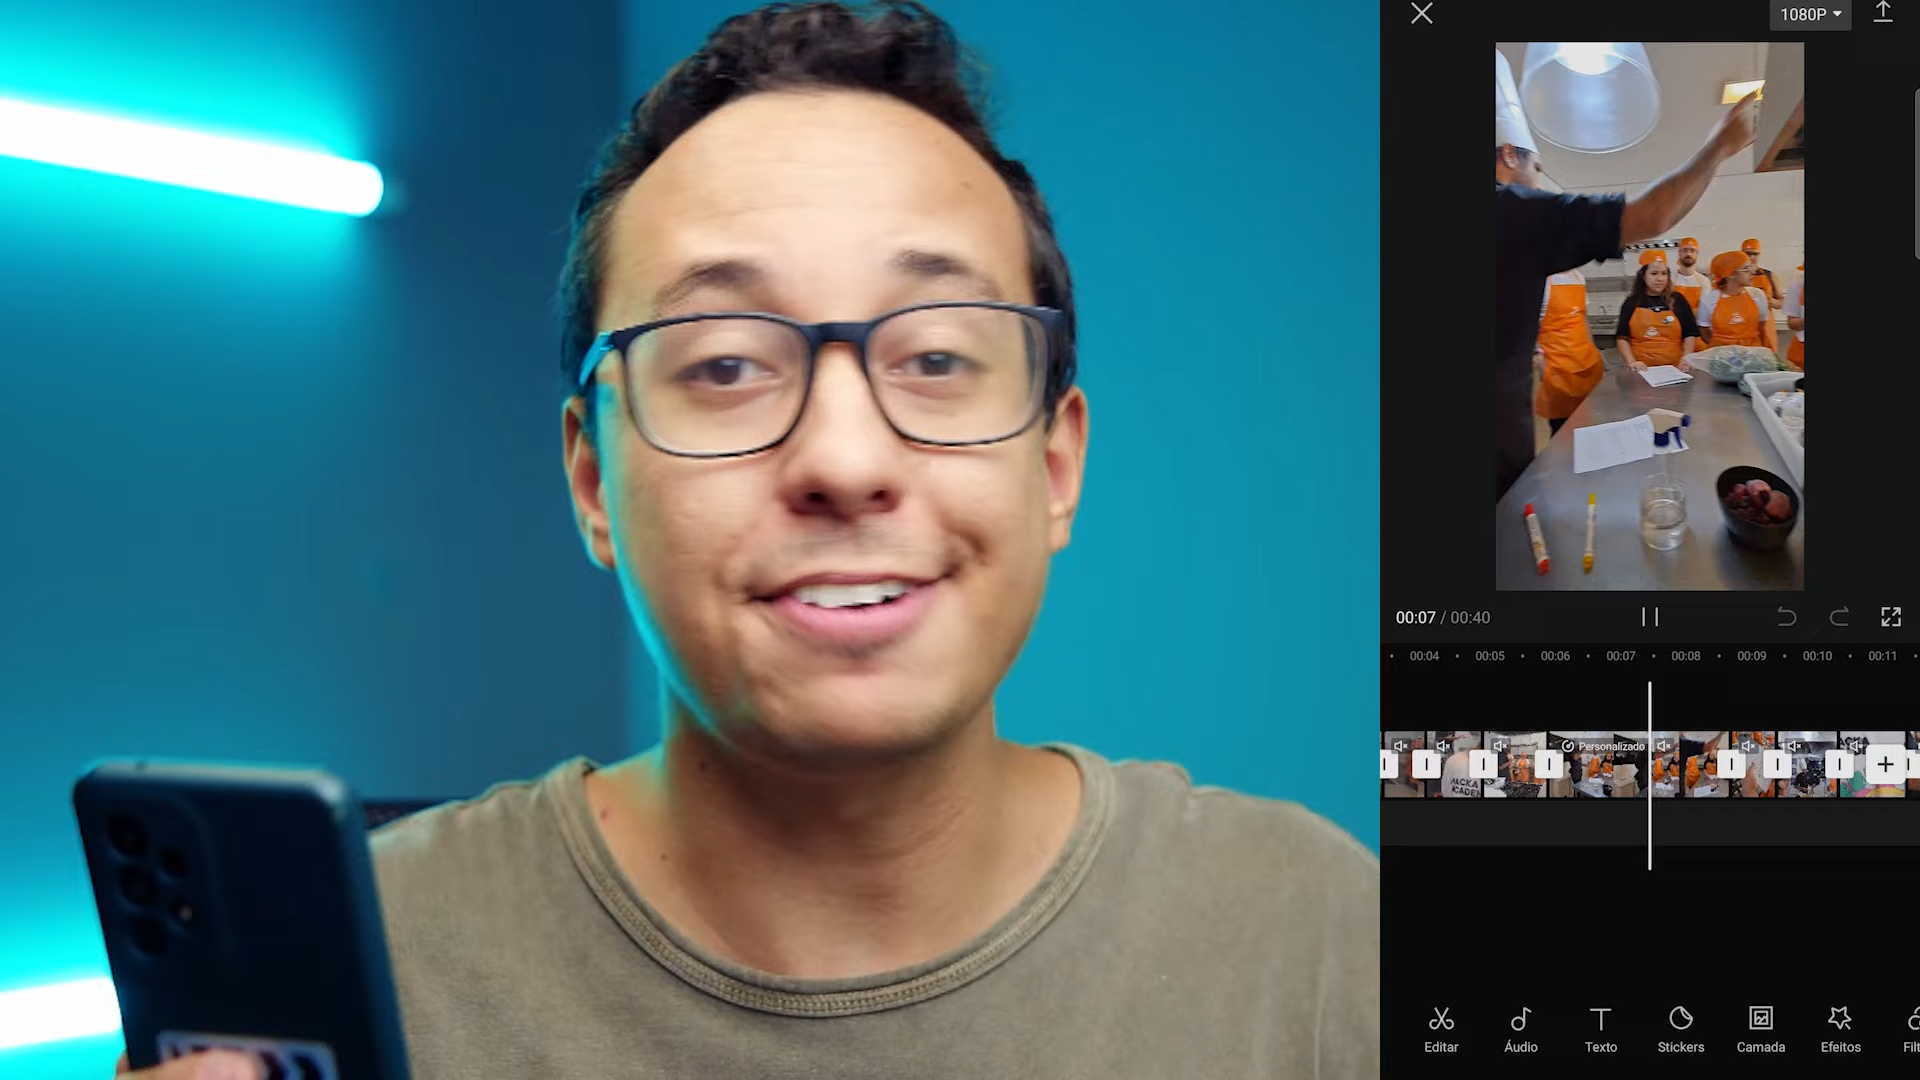 1080P
00:07 / 00:40
00:04 00:05 00:06 00:07 00:08 00:09 00:10 00:11
Personalizado
Editar Áudio Texto Stickers Camada Efeitos Filt